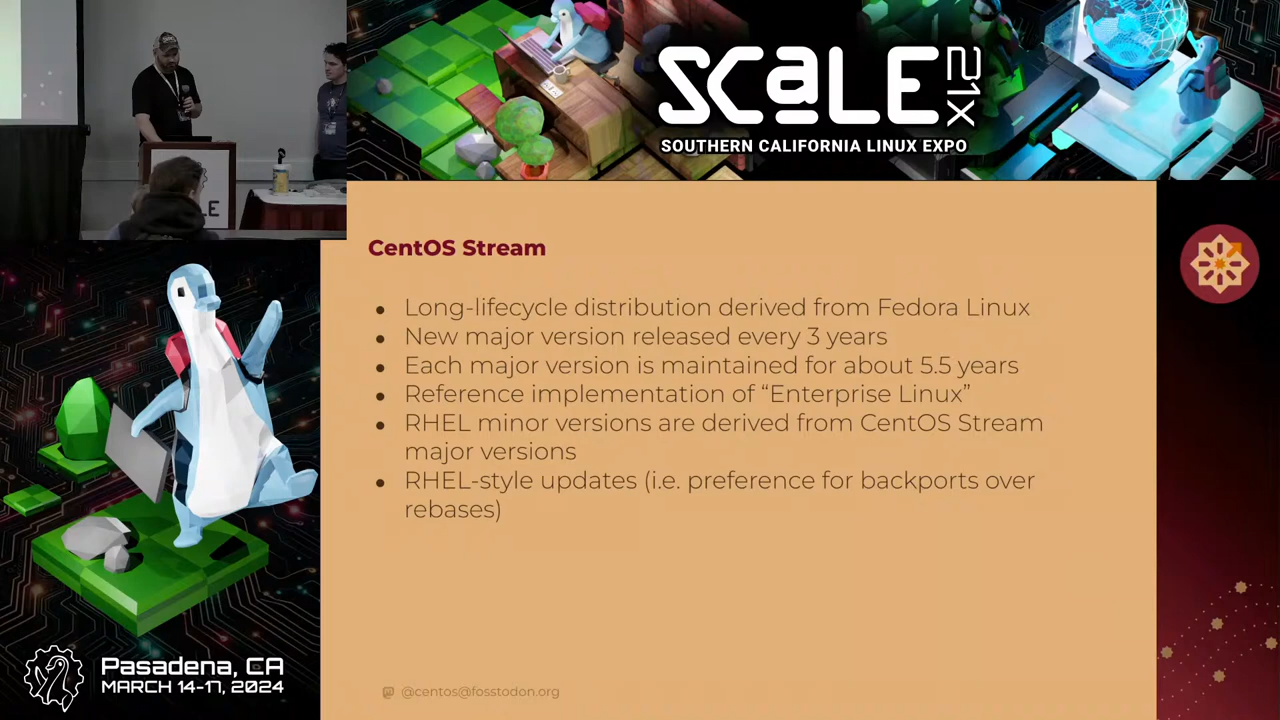 SCaLE 21X
SOUTHERN CALIFORNIA LINUX EXPO
LE
CentOS Stream
● Long-lifecycle distribution derived from Fedora Linux
● New major version released every 3 years
● Each major version is maintained for about 5.5 years
● Reference implementation of “Enterprise Linux”
● RHEL minor versions are derived from CentOS Stream
major versions
● RHEL-style updates (i.e. preference for backports over
rebases)
Pasadena, CA
MARCH 14-17, 2024
@centos@fosstodon.org